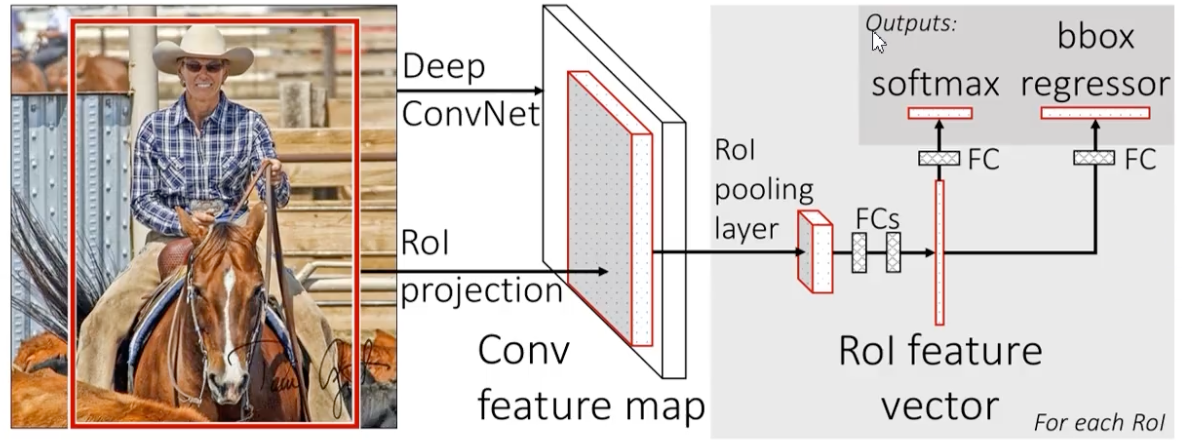 Deep
ConvNet
RoI
projection
Conv
feature map
RoI
pooling
layer
FCs
RoI feature
vector
For each RoI
Outputs:
softmax
bbox
regressor
FC
FC